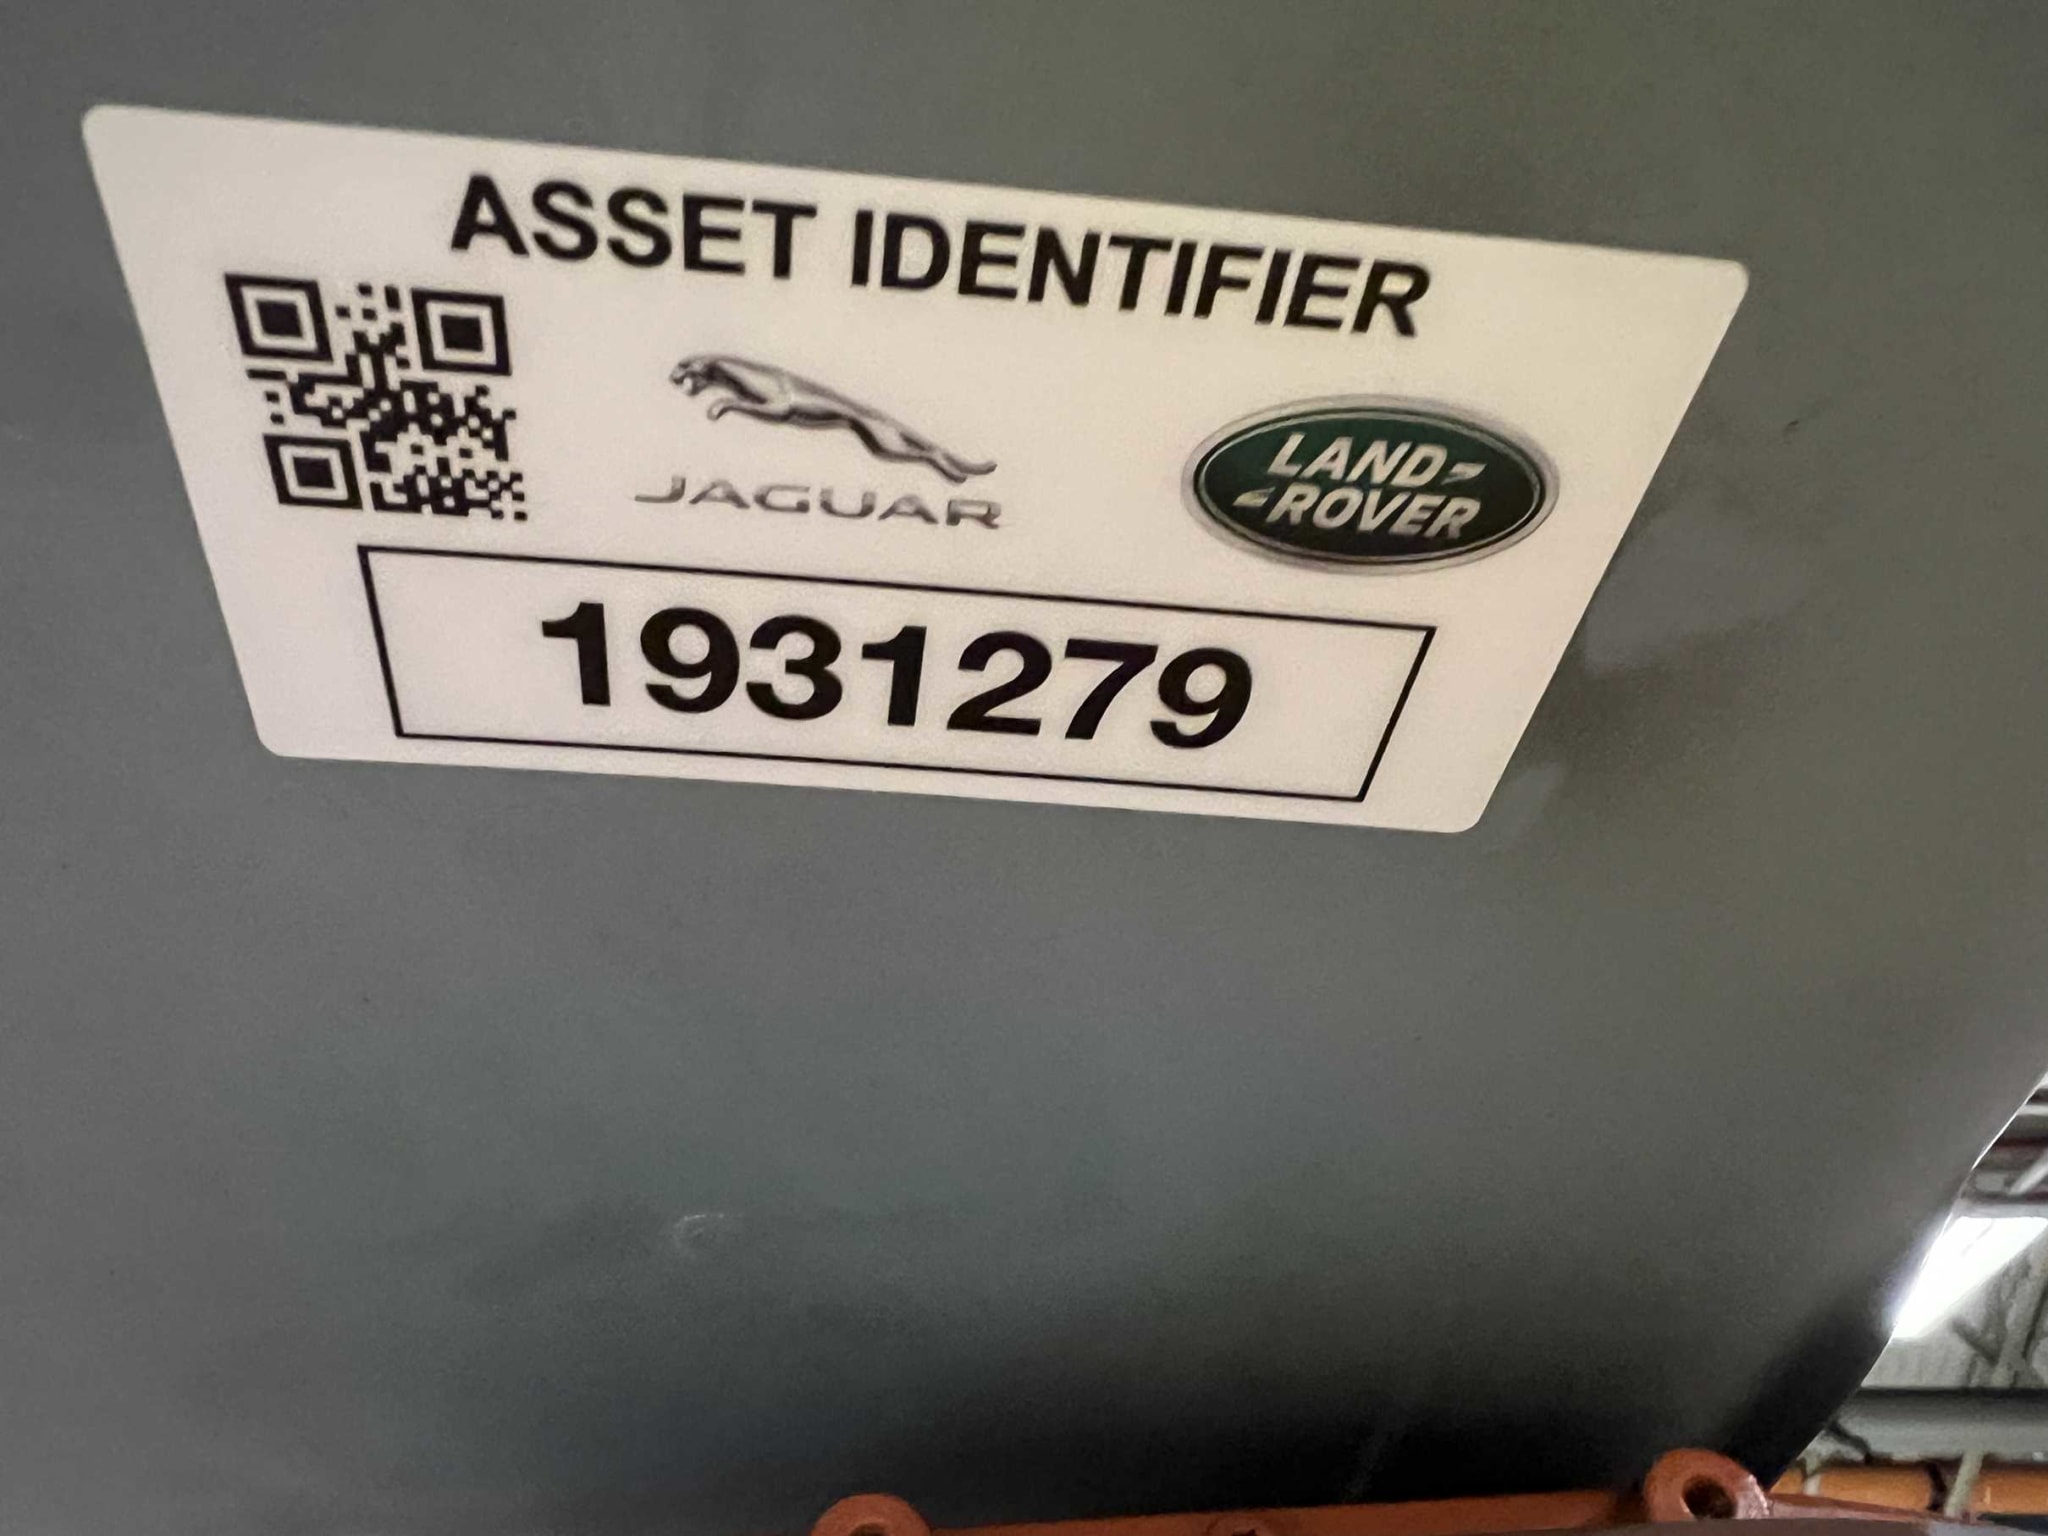 ASSET IDENTIFIER
JAGUAR
LAND
ROVER
1931279